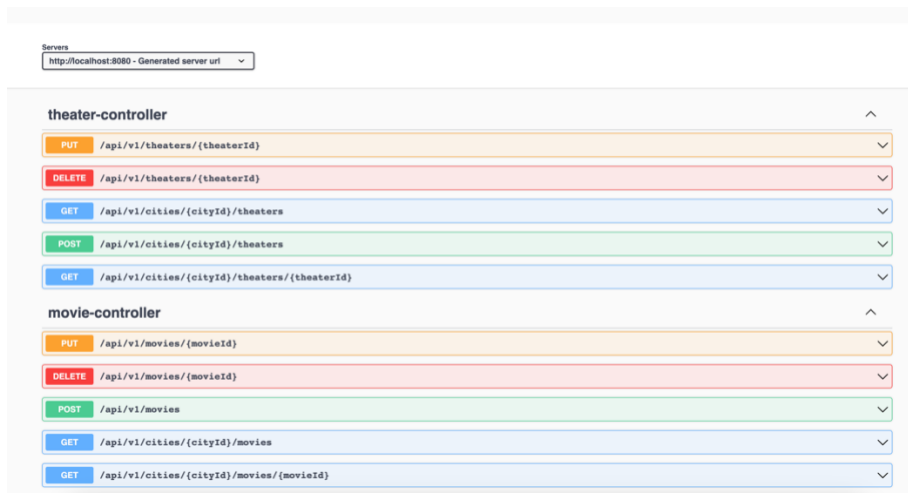 Servers
http://localhost:8080 - Generated server url
theater-controller
PUT /api/v1/theaters/{theaterId}
DELETE /api/v1/theaters/{theaterId}
GET /api/v1/cities/{cityId}/theaters
POST /api/v1/cities/{cityId}/theaters
GET /api/v1/cities/{cityId}/theaters/{theaterId}
movie-controller
PUT /api/v1/movies/{movieId}
DELETE /api/v1/movies/{movieId}
POST /api/v1/movies
GET /api/v1/cities/{cityId}/movies
GET /api/v1/cities/{cityId}/movies/{movieId}